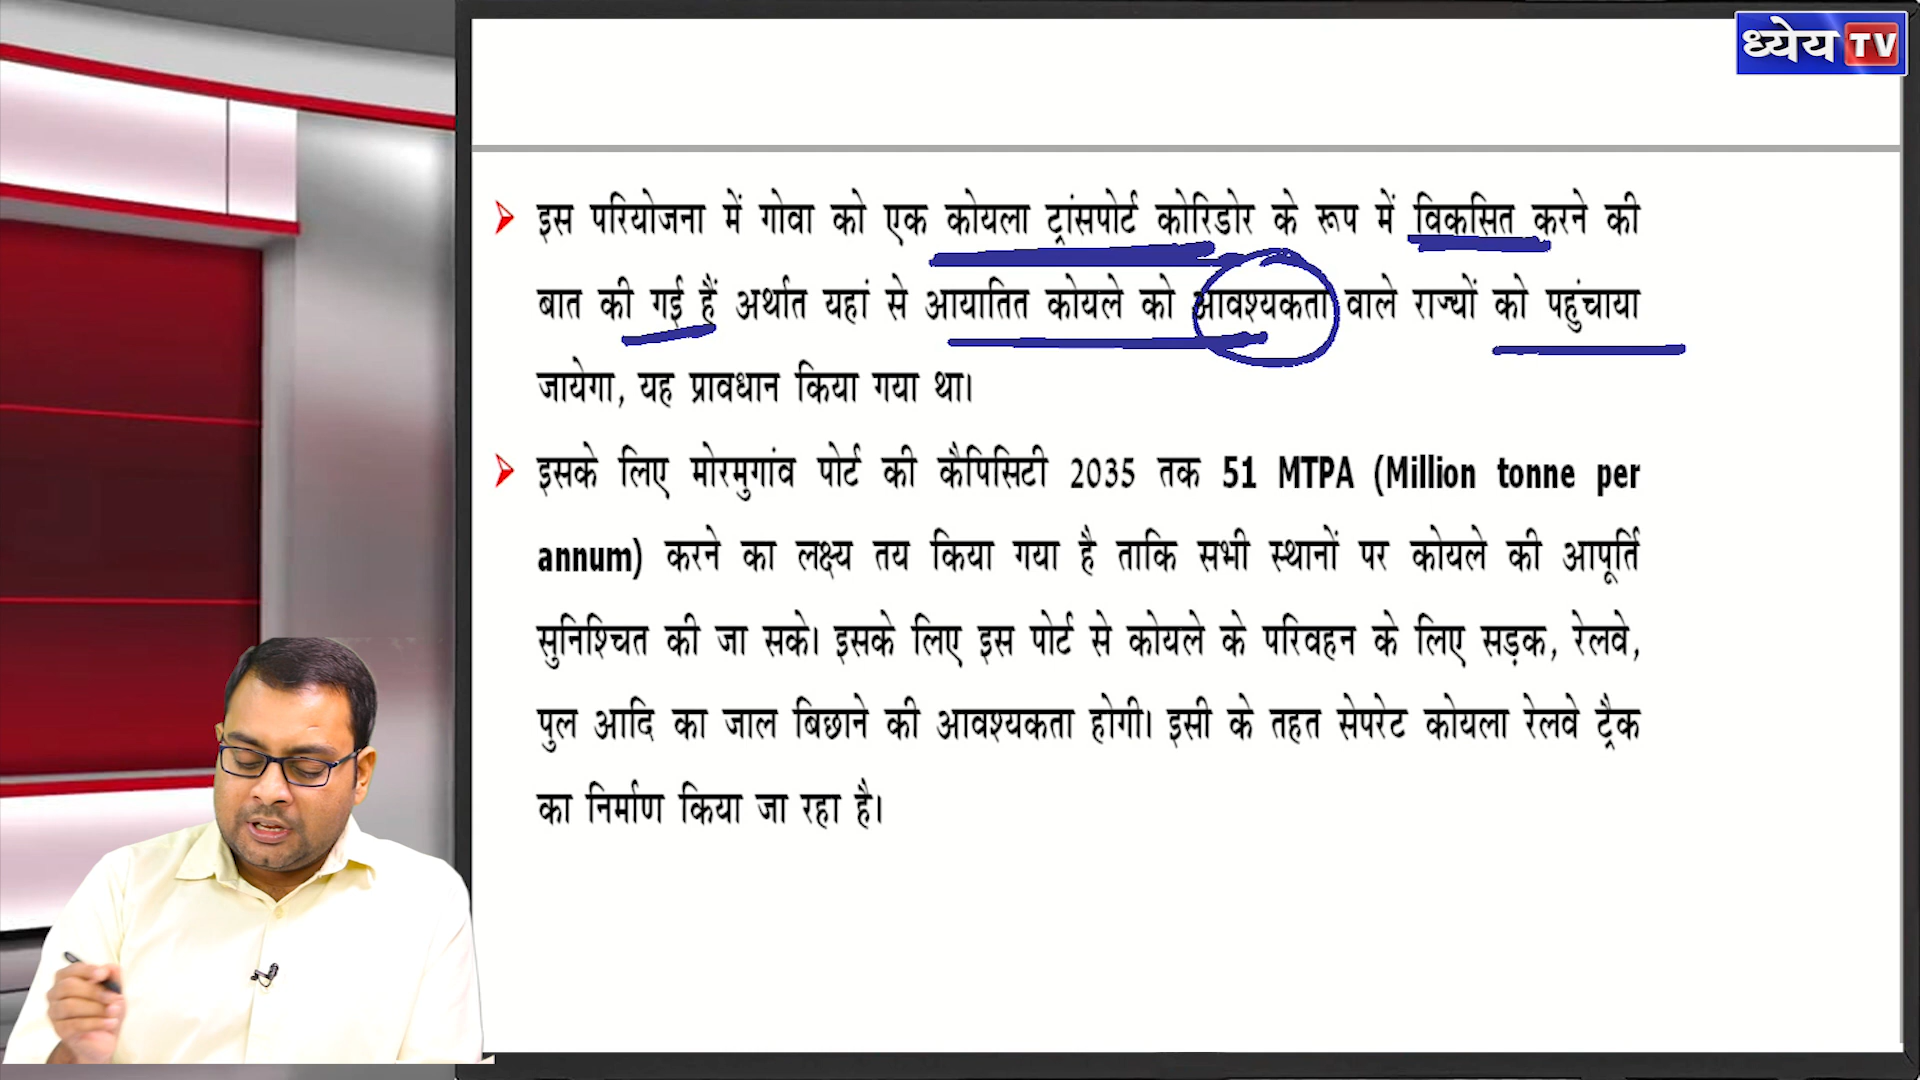 ध्येय TV
इस परियोजना में गोवा को एक कोयला ट्रांसपोर्ट कोरिडोर के रूप में विकसित करने की
बात की गई हैं अर्थात यहां से आयातित कोयले को आवश्यकता वाले राज्यों को पहुंचाया
जायेगा, यह प्रावधान किया गया था।
इसके लिए मोरमुगांव पोर्ट की कैपिसिटी 2035 तक 51 MTPA (Million tonne per
annum) करने का लक्ष्य तय किया गया है ताकि सभी स्थानों पर कोयले की आपूर्ति
सुनिश्चित की जा सके। इसके लिए इस पोर्ट से कोयले के परिवहन के लिए सड़क, रेलवे,
पुल आदि का जाल बिछाने की आवश्यकता होगी। इसी के तहत सेपरेट कोयला रेलवे ट्रैक
का निर्माण किया जा रहा है।